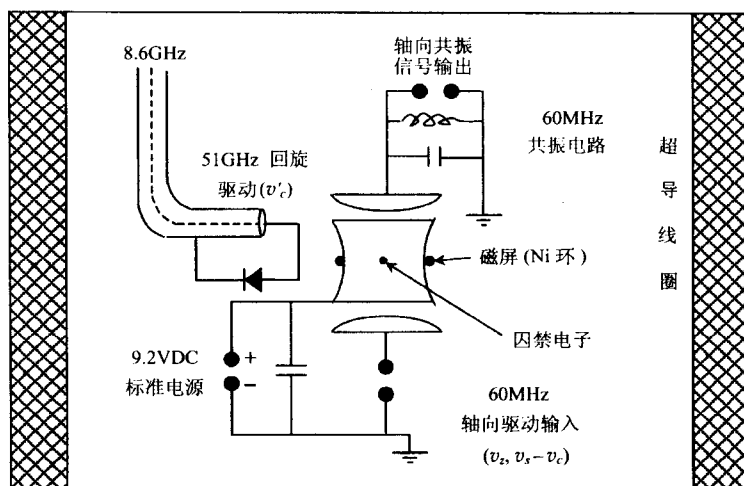 8.6GHz
轴向共振
信号输出
60MHz
共振电路
51GHz 回旋
驱动(ν′c)
超
导
线
圈
磁屏(Ni 环)
囚禁电子
9.2VDC
标准电源
+
−
60MHz
轴向驱动输入
(νz, νs−νc)